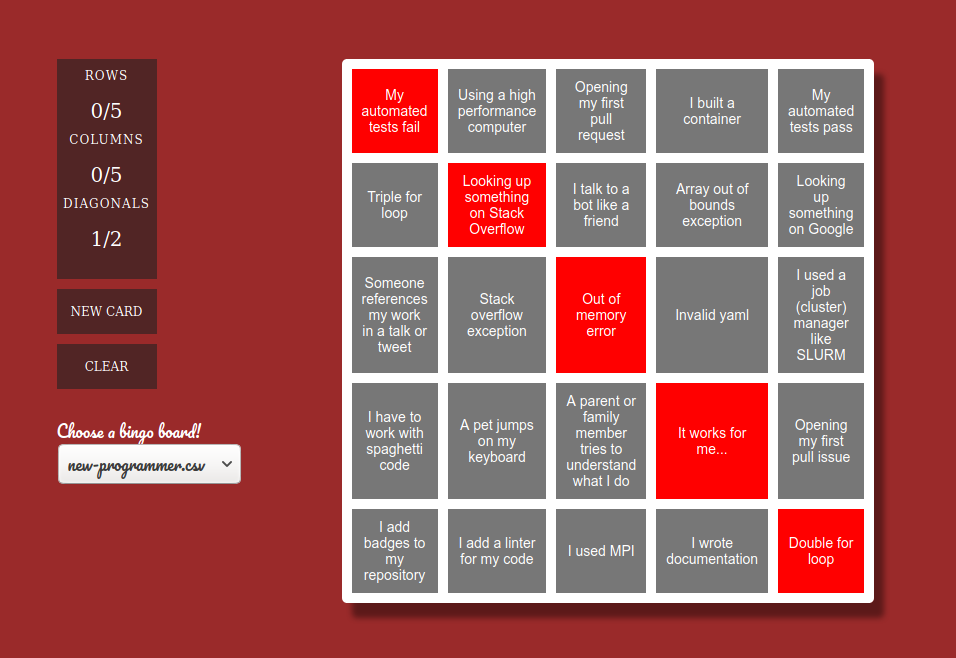 ROWS
0/5
COLUMNS
0/5
DIAGONALS
1/2
NEW CARD
CLEAR
Choose a bingo board!
new-programmer.csv
My
automated
tests fail
Using a high
performance
computer
Opening
my first
pull
request
I built a
container
My
automated
tests pass
Triple for
loop
Looking up
something
on Stack
Overflow
I talk to a
bot like a
friend
Array out of
bounds
exception
Looking
up
something
on Google
Someone
references
my work
in a talk or
tweet
Stack
overflow
exception
Out of
memory
error
Invalid yaml
I used a
job
(cluster)
manager
like
SLURM
I have to
work with
spaghetti
code
A pet jumps
on my
keyboard
A parent or
family
member
tries to
understand
what I do
It works for
me...
Opening
my first
pull issue
I add
badges to
my
repository
I add a linter
for my code
I used MPI
I wrote
documentation
Double for
loop